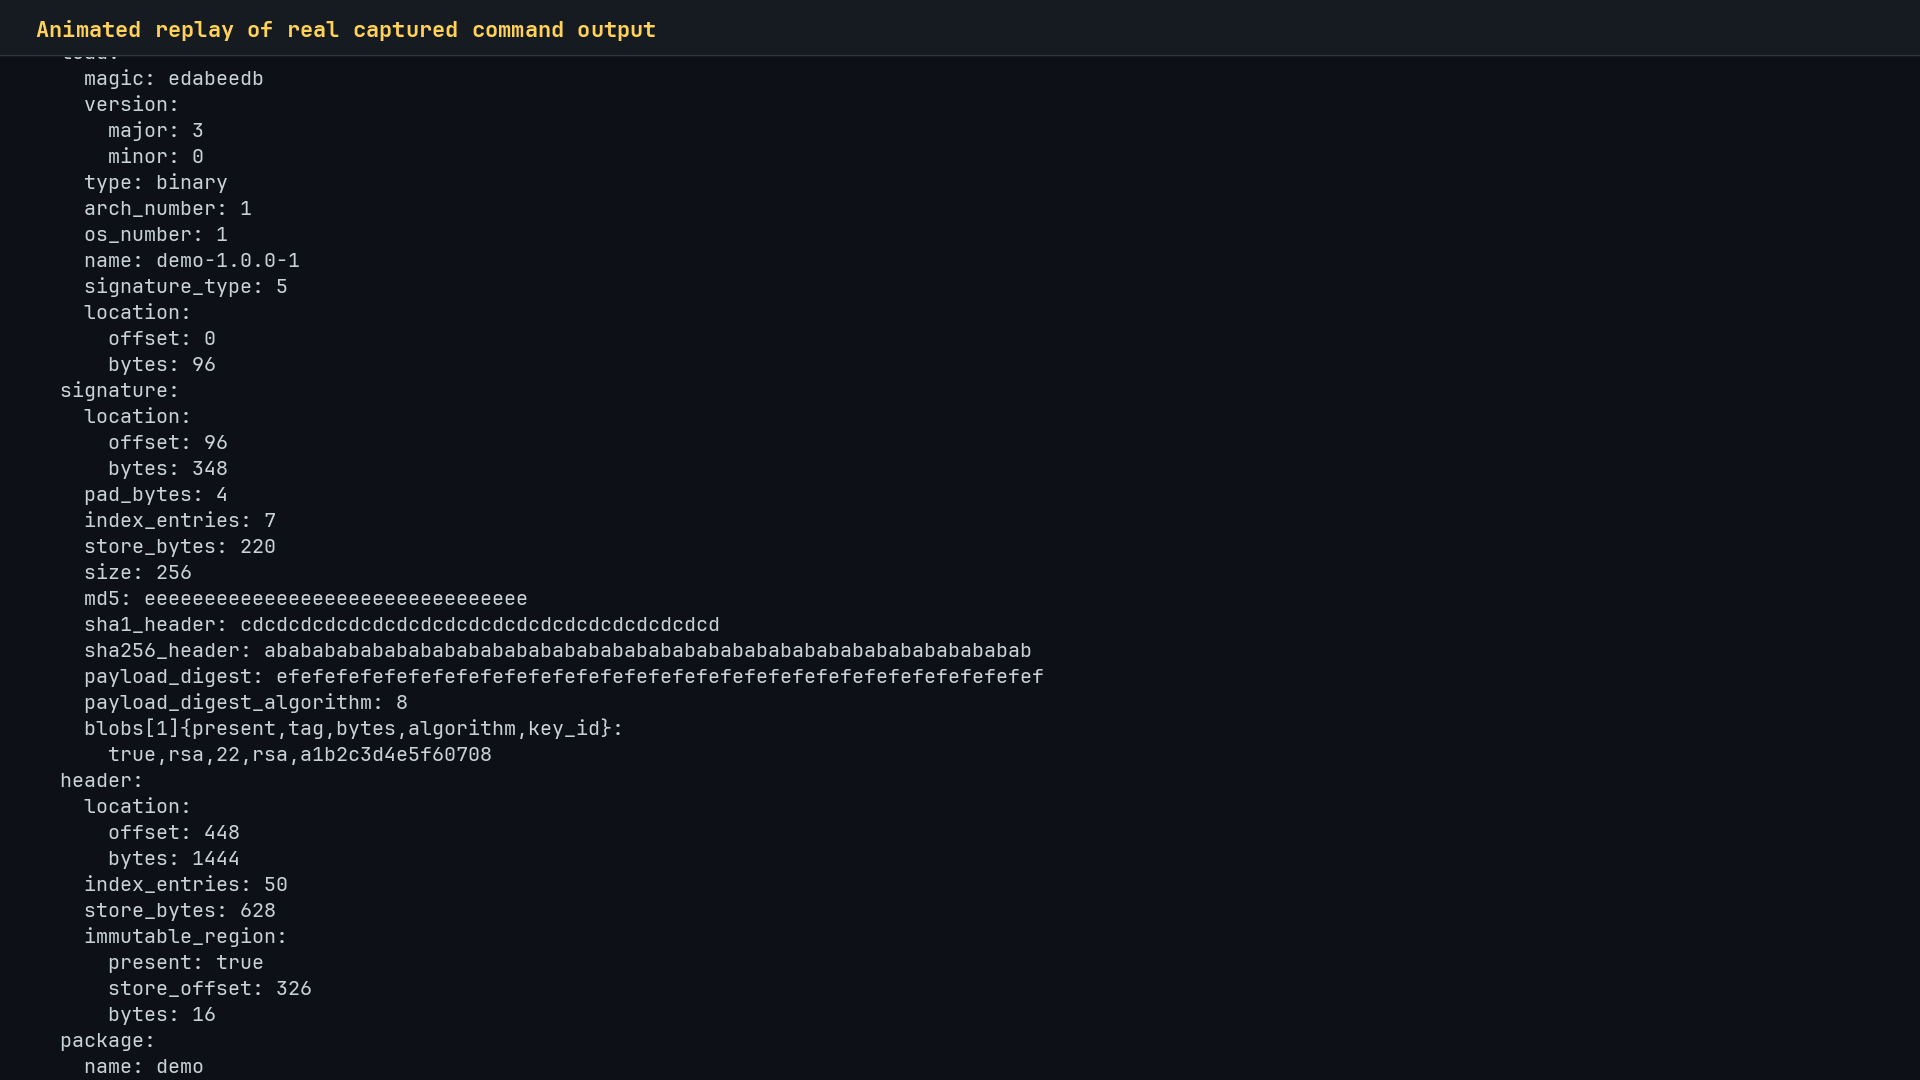 Animated replay of real captured command output
magic: edabeedb
version:
major: 3
minor: 0
type: binary
arch_number: 1
os_number: 1
name: demo-1.0.0-1
signature_type: 5
location:
offset: 0
bytes: 96
signature:
location:
offset: 96
bytes: 348
pad_bytes: 4
index_entries: 7
store_bytes: 220
size: 256
md5: eeeeeeeeeeeeeeeeeeeeeeeeeeeeeeee
sha1_header: cdcdcdcdcdcdcdcdcdcdcdcdcdcdcdcdcdcdcdcd
sha256_header: abababababababababababababababababababababababababababababababab
payload_digest: efefefefefefefefefefefefefefefefefefefefefefefefefefefefefefefef
payload_digest_algorithm: 8
blobs[1]{present,tag,bytes,algorithm,key_id}:
true,rsa,22,rsa,a1b2c3d4e5f60708
header:
location:
offset: 448
bytes: 1444
index_entries: 50
store_bytes: 628
immutable_region:
present: true
store_offset: 326
bytes: 16
package:
name: demo